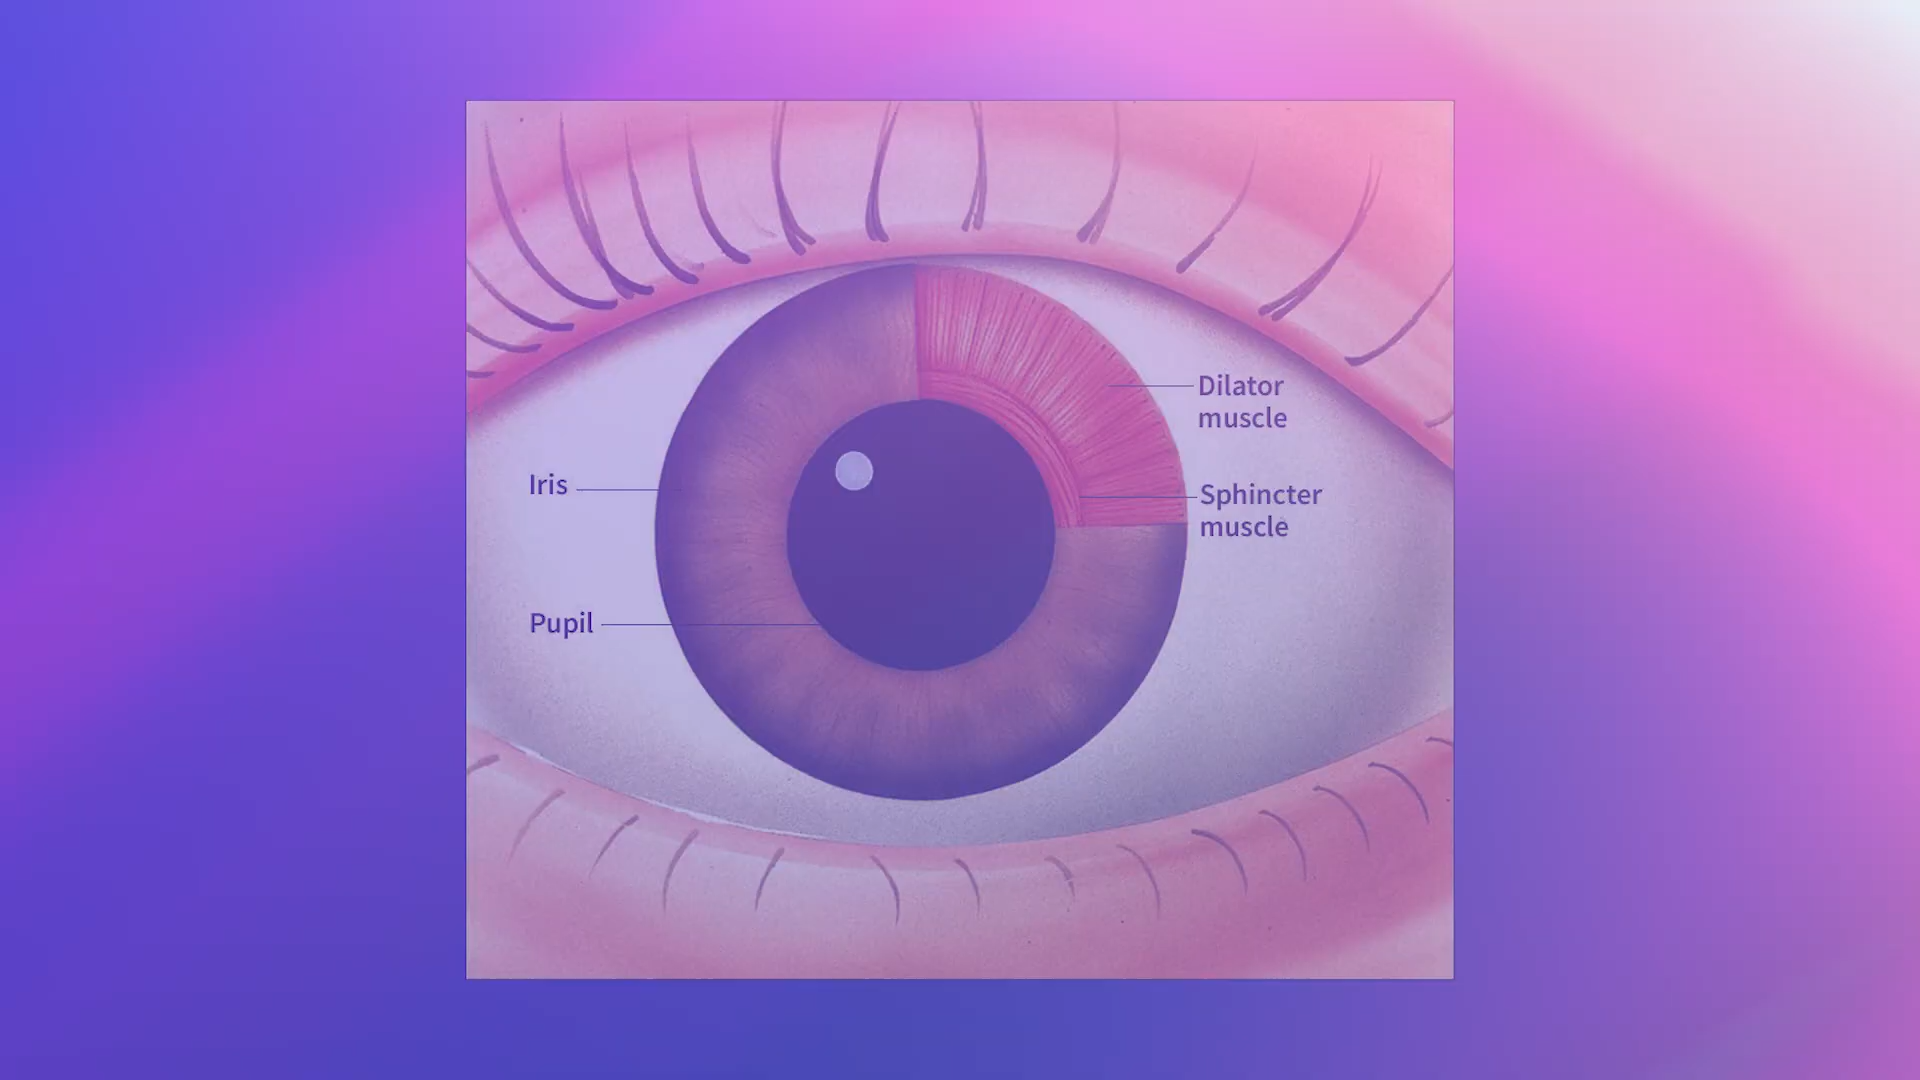 Dilator
muscle
Iris
Sphincter
muscle
Pupil